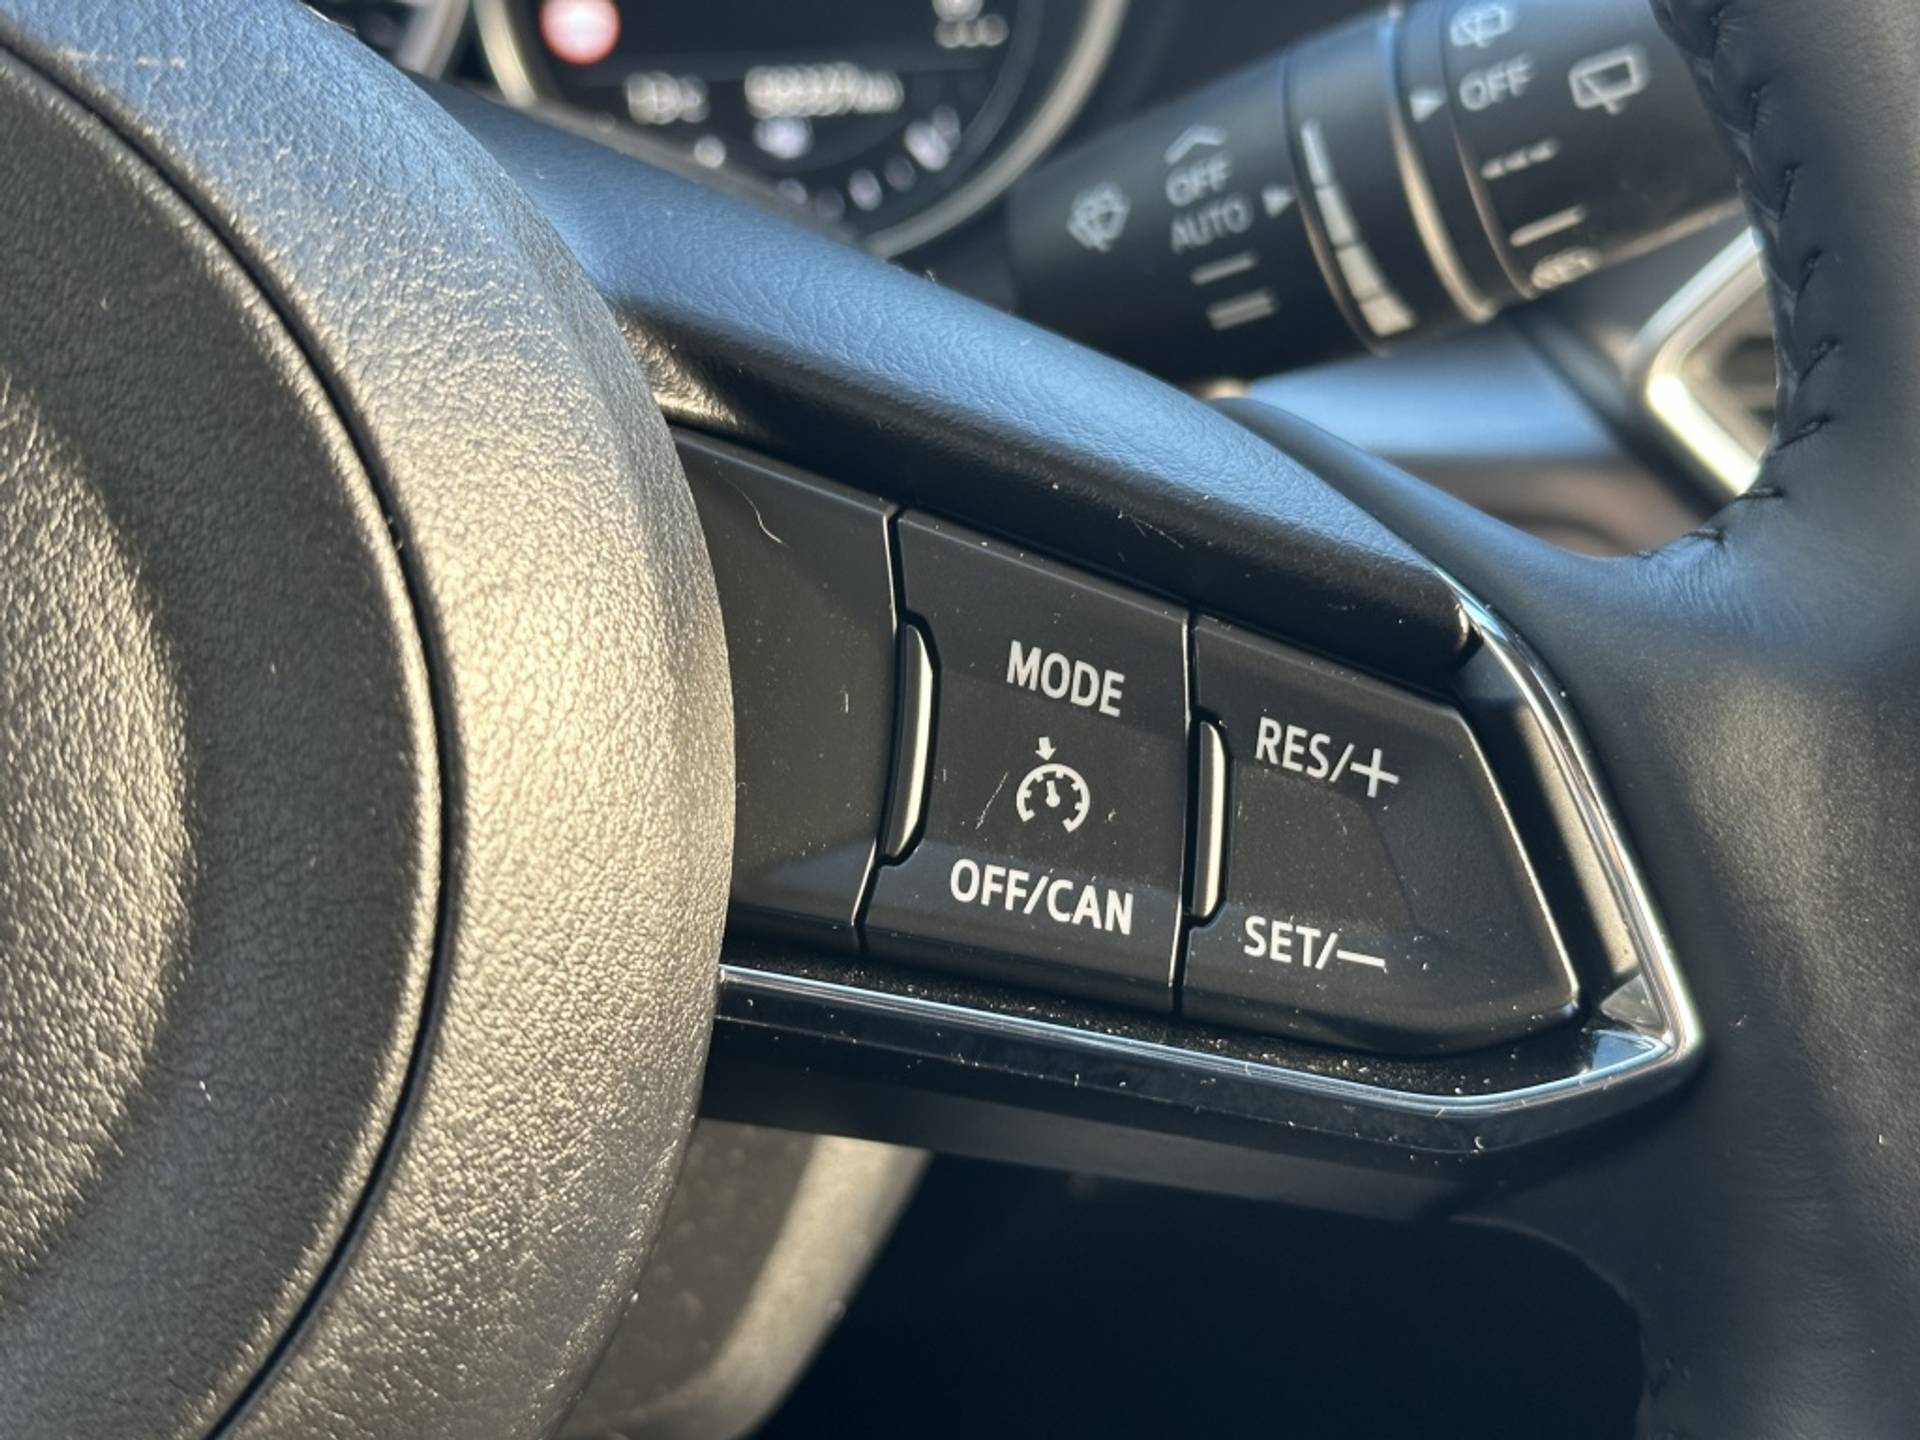 OFF
OFF
AUTO
MODE
RES/+
OFF/CAN
SET/—